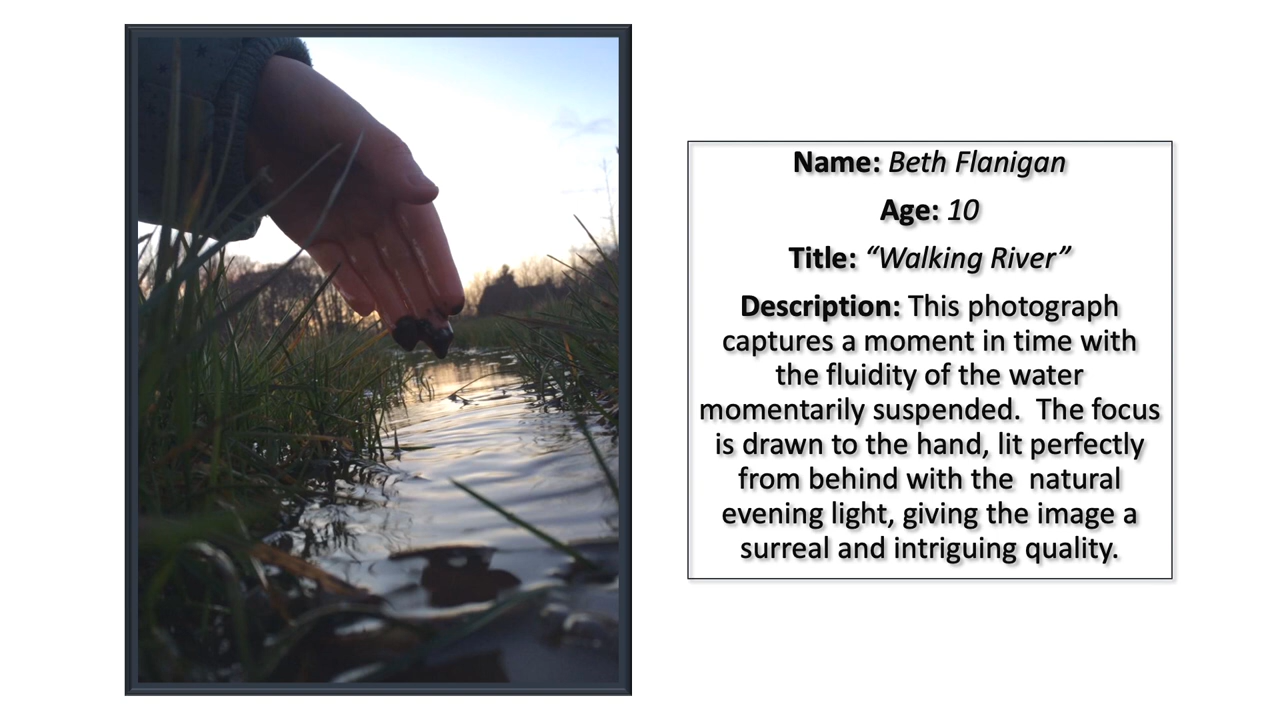 Name: Beth Flanigan
Age: 10
Title: “Walking River”
Description: This photograph
captures a moment in time with
the fluidity of the water
momentarily suspended.  The focus
is drawn to the hand, lit perfectly
from behind with the  natural
evening light, giving the image a
surreal and intriguing quality.